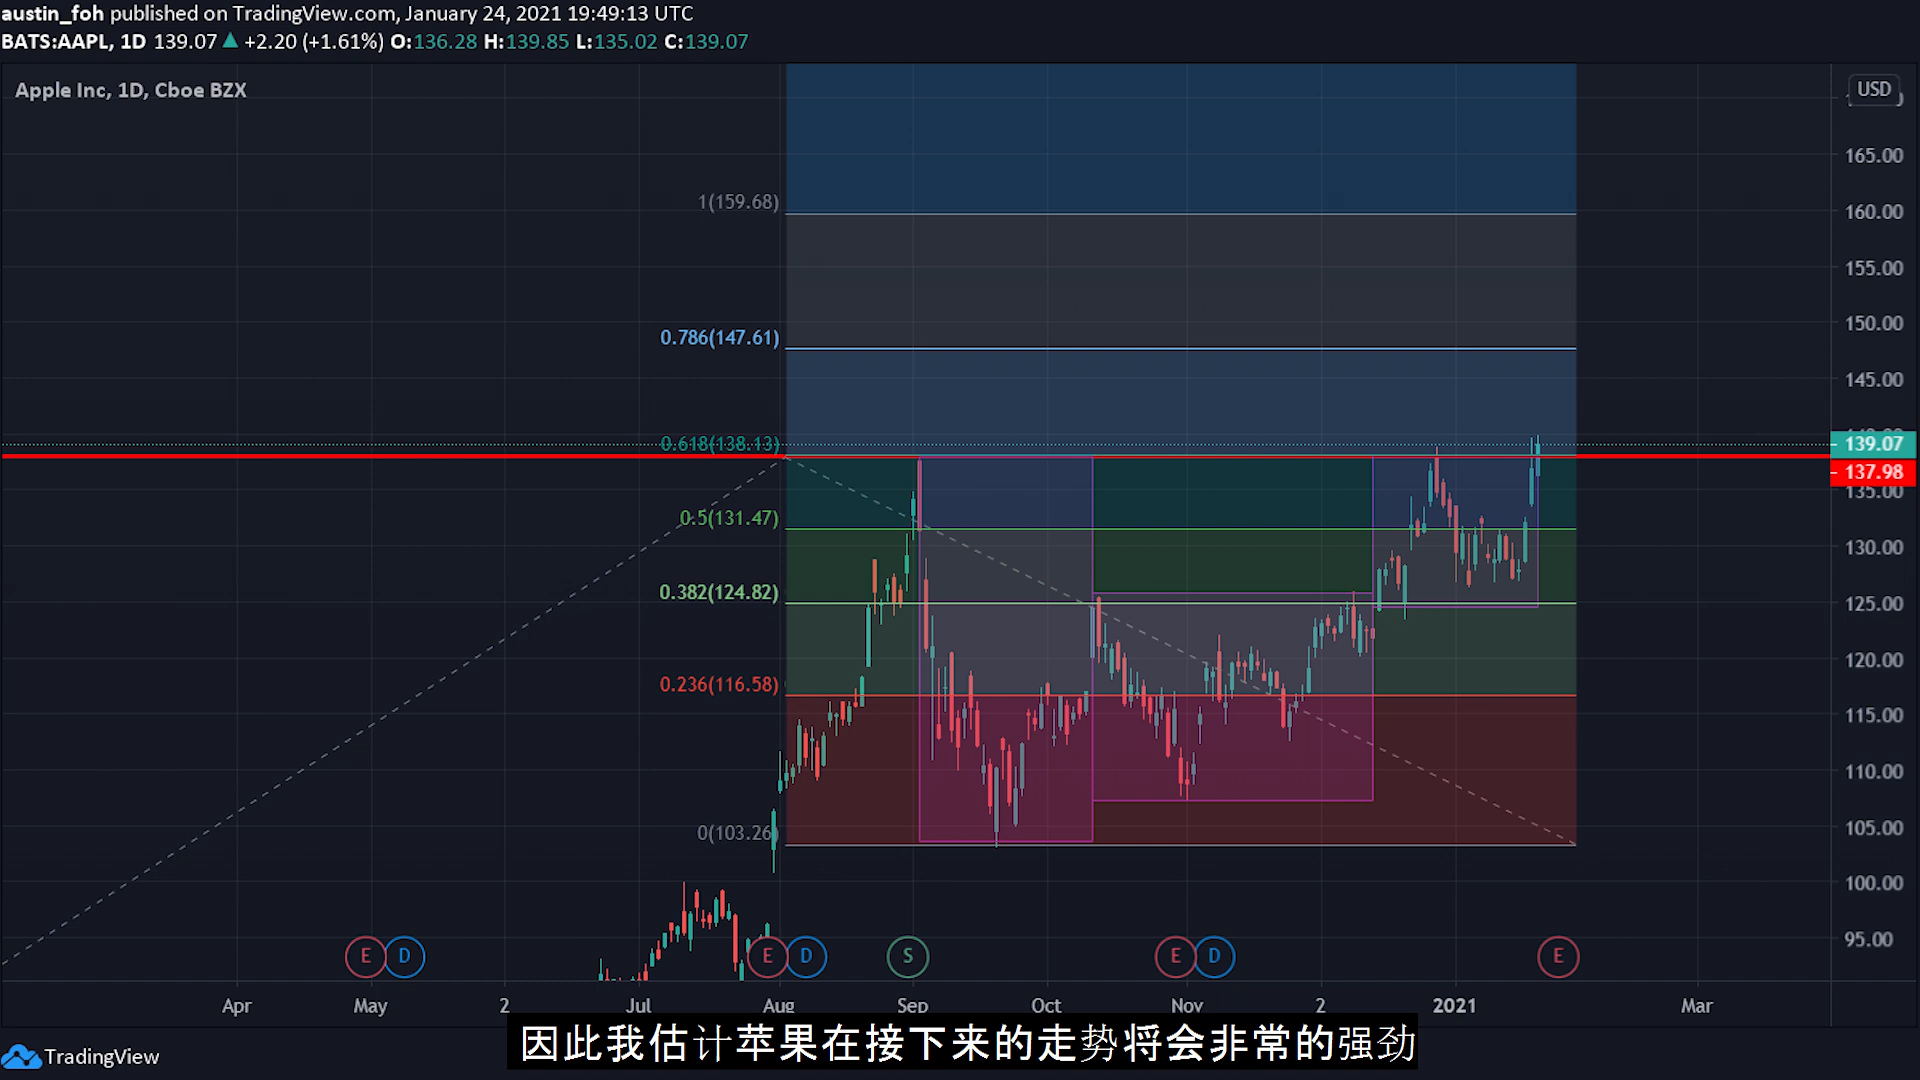 austin_foh published on TradingView.com, January 24, 2021 19:49:13 UTC
BATS:AAPL, 1D 139.07 ▲ +2.20 (+1.61%) O:136.28 H:139.85 L:135.02 C:139.07
Apple Inc, 1D, Cboe BZX
USD
165.00
1(159.68)
160.00
155.00
150.00
0.786(147.61)
145.00
0.618(138.13)
139.07
137.98
135.00
0.5(131.47)
130.00
0.382(124.82)
125.00
120.00
0.236(116.58)
115.00
110.00
0(103.26)
105.00
100.00
95.00
E D E D S E D E
Apr May 2 Jul Aug Sep Oct Nov 2 2021 Mar
因此我估计苹果在接下来的走势将会非常的强劲
TradingView